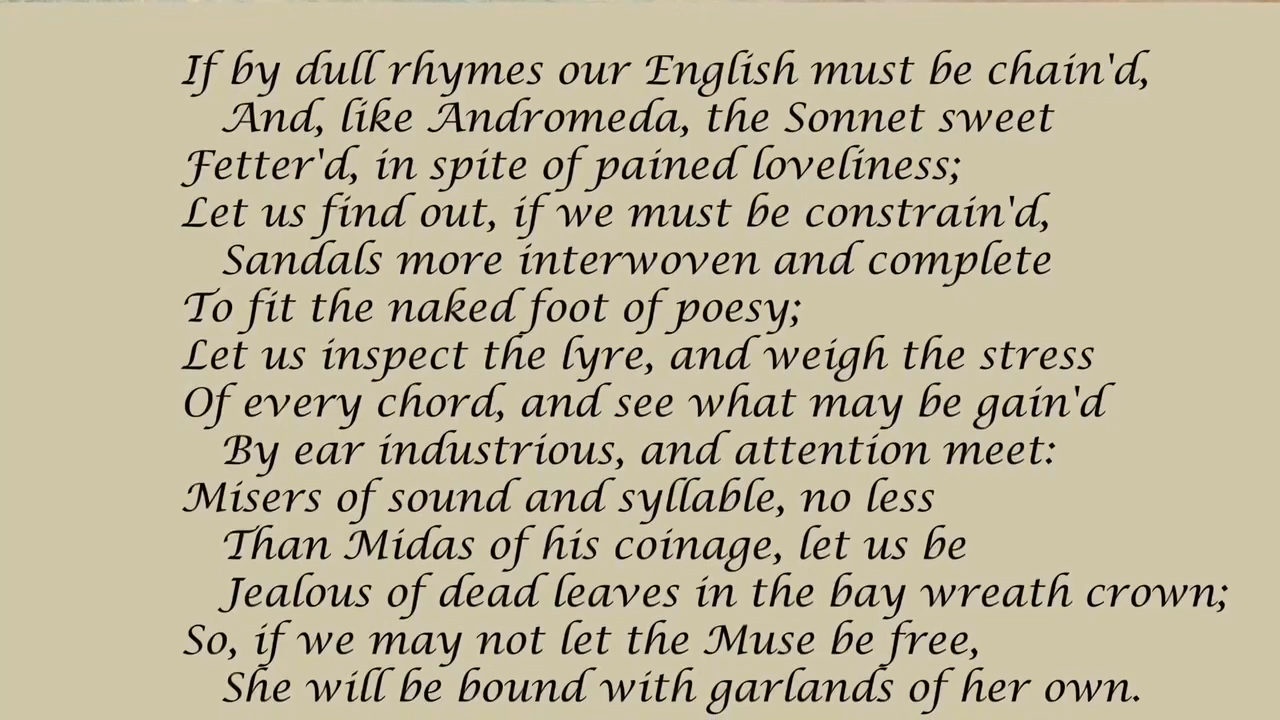 If by dull rhymes our English must be chain'd,
And, like Andromeda, the Sonnet sweet
Fetter'd, in spite of pained loveliness;
Let us find out, if we must be constrain'd,
Sandals more interwoven and complete
To fit the naked foot of poesy;
Let us inspect the lyre, and weigh the stress
Of every chord, and see what may be gain'd
By ear industrious, and attention meet:
Misers of sound and syllable, no less
Than Midas of his coinage, let us be
Jealous of dead leaves in the bay wreath crown;
So, if we may not let the Muse be free,
She will be bound with garlands of her own.